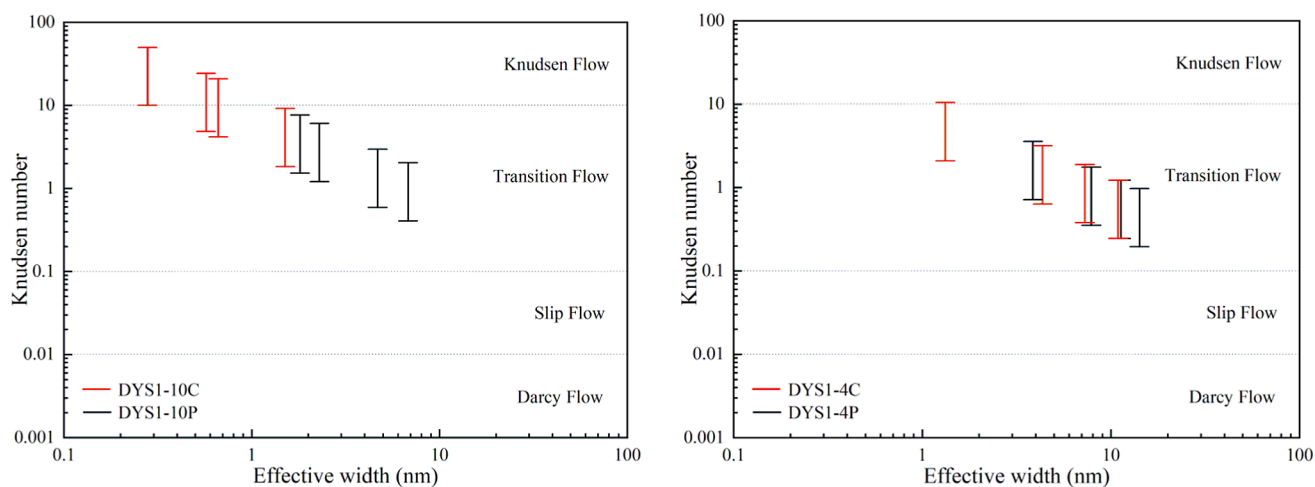 100
10
1
0.1
0.01
0.001
Knudsen number
Knudsen Flow
Transition Flow
Slip Flow
Darcy Flow
DYS1-10C
DYS1-10P
0.1 1 10 100
Effective width (nm)
100
10
1
0.1
0.01
0.001
Knudsen number
Knudsen Flow
Transition Flow
Slip Flow
Darcy Flow
DYS1-4C
DYS1-4P
0.1 1 10 100
Effective width (nm)